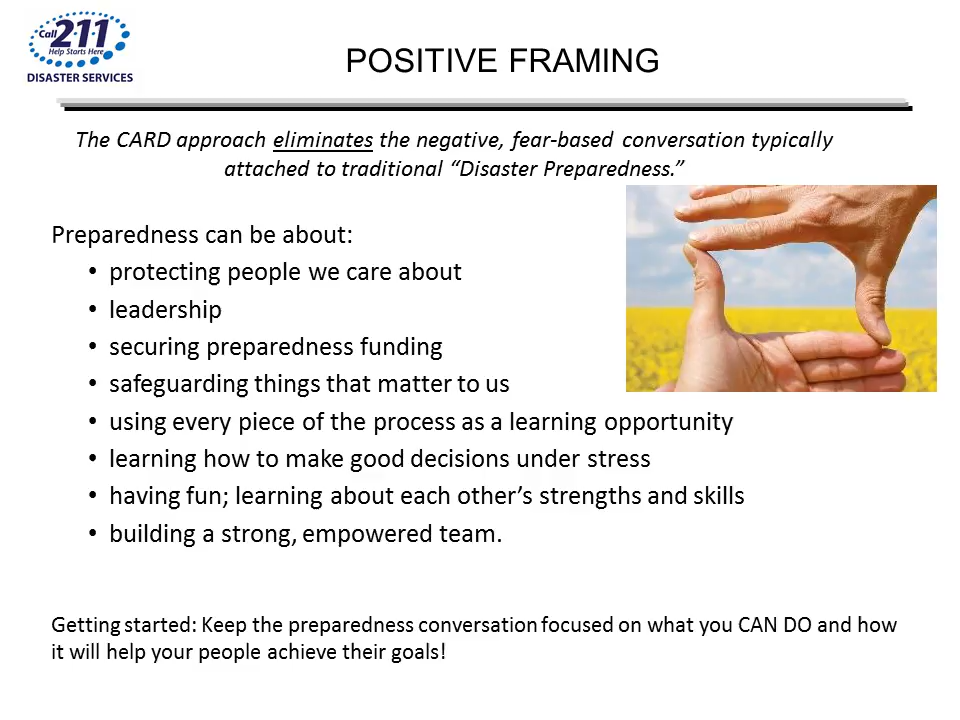 Call
2·1·1
Help Starts Here
DISASTER SERVICES
POSITIVE FRAMING
The CARD approach eliminates the negative, fear-based conversation typically
attached to traditional “Disaster Preparedness.”
Preparedness can be about:
• protecting people we care about
• leadership
• securing preparedness funding
• safeguarding things that matter to us
• using every piece of the process as a learning opportunity
• learning how to make good decisions under stress
• having fun; learning about each other’s strengths and skills
• building a strong, empowered team.
Getting started: Keep the preparedness conversation focused on what you CAN DO and how
it will help your people achieve their goals!